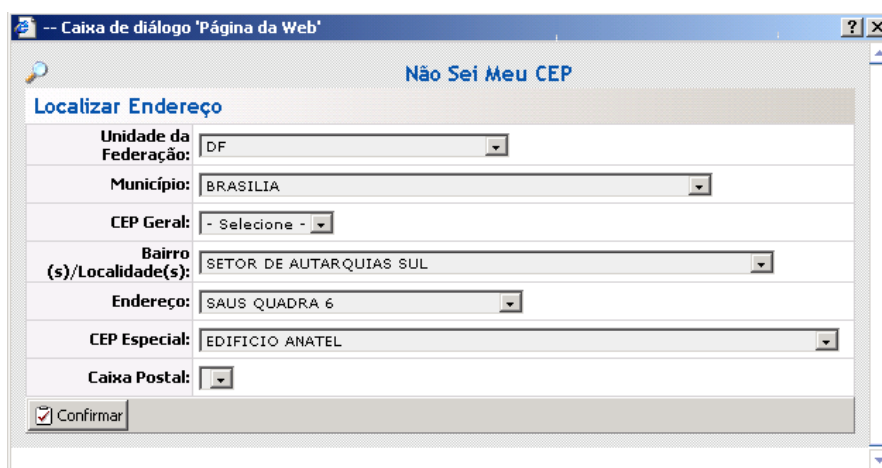 -- Caixa de diálogo 'Página da Web'
Não Sei Meu CEP
Localizar Endereço
Unidade da
Federação: DF
Município: BRASILIA
CEP Geral: - Selecione -
Bairro
(s)/Localidade(s): SETOR DE AUTARQUIAS SUL
Endereço: SAUS QUADRA 6
CEP Especial: EDIFICIO ANATEL
Caixa Postal:
Confirmar